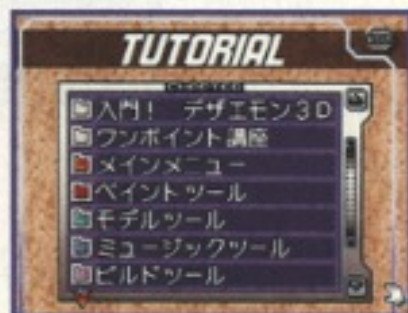 TUTORIAL
入門! デザエモン3D
ワンポイント講座
メインメニュー
ペイントツール
モデルツール
ミュージックツール
ビルドツール